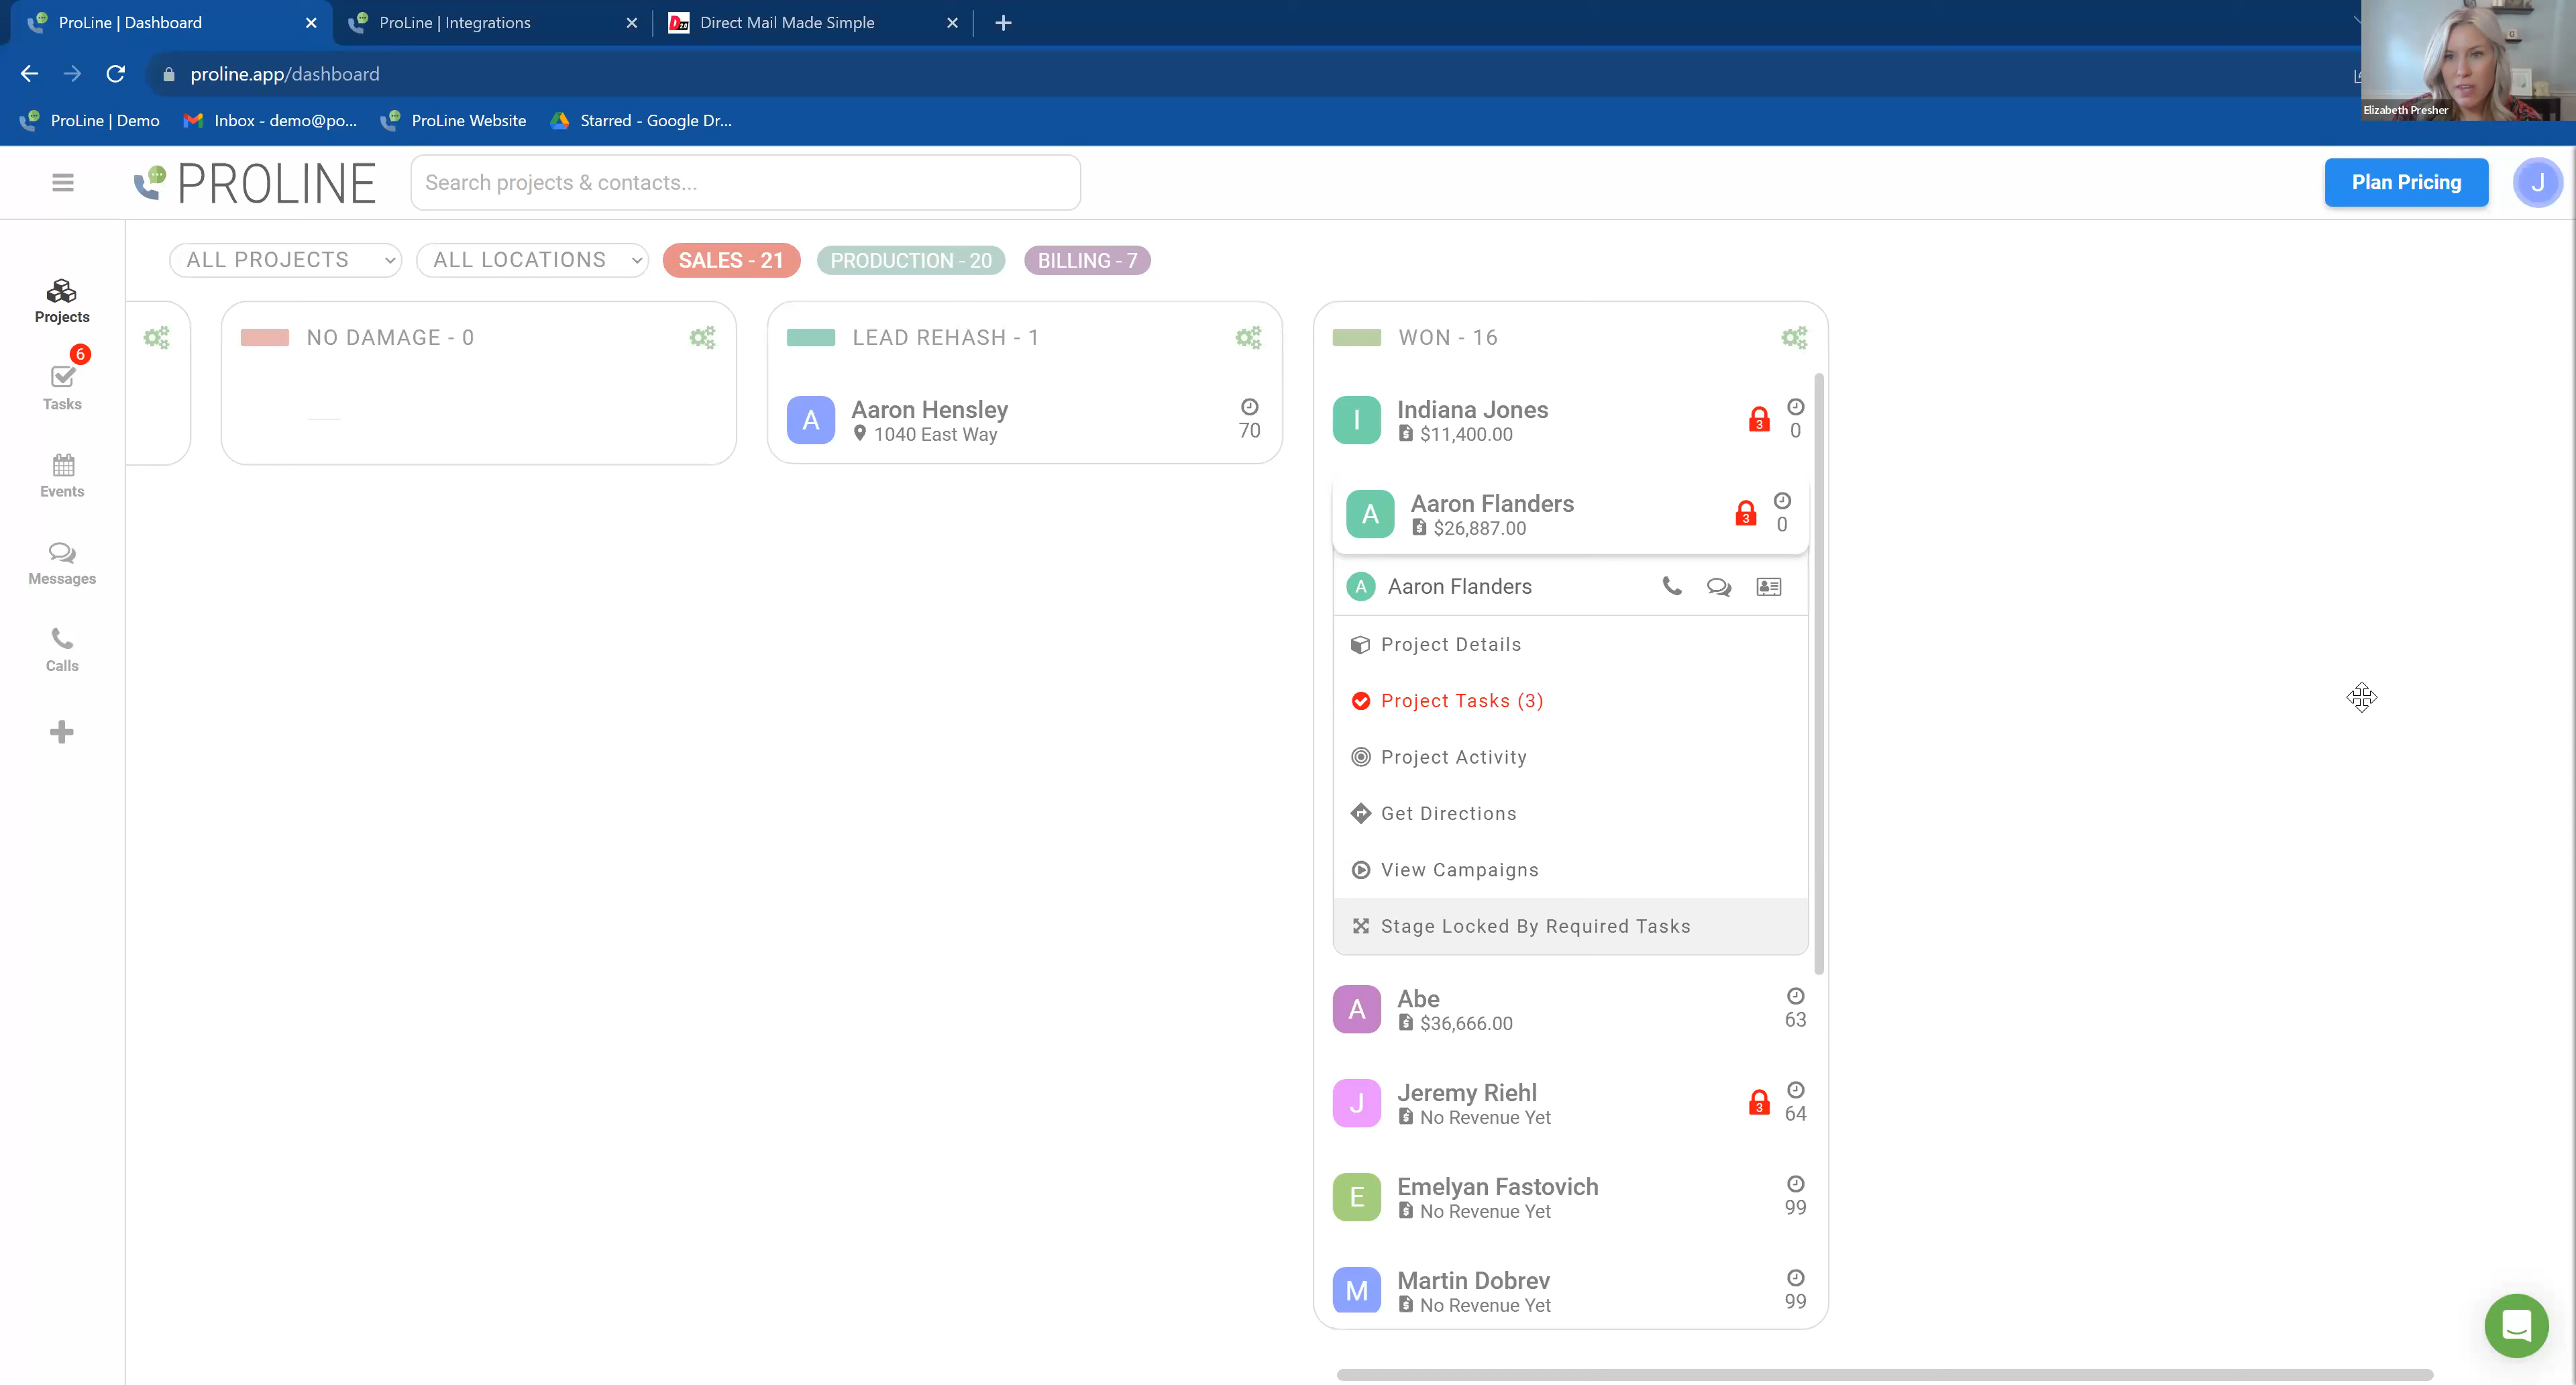 ProLine | Dashboard
ProLine | Integrations
D2D
Direct Mail Made Simple
proline.app/dashboard
ProLine | Demo
Inbox - demo@po...
ProLine Website
Starred - Google Dr...
Elizabeth Presher
PROLINE
Search projects & contacts...
Plan Pricing
J
ALL PROJECTS
ALL LOCATIONS
SALES - 21
PRODUCTION - 20
BILLING - 7
Projects
6
Tasks
Events
Messages
Calls
NO DAMAGE - 0
LEAD REHASH - 1
A
Aaron Hensley
1040 East Way
70
WON - 16
I
Indiana Jones
$11,400.00
3
0
A
Aaron Flanders
$26,887.00
3
0
A
Aaron Flanders
Project Details
Project Tasks (3)
Project Activity
Get Directions
View Campaigns
Stage Locked By Required Tasks
A
Abe
$36,666.00
63
J
Jeremy Riehl
No Revenue Yet
3
64
E
Emelyan Fastovich
No Revenue Yet
99
M
Martin Dobrev
No Revenue Yet
99